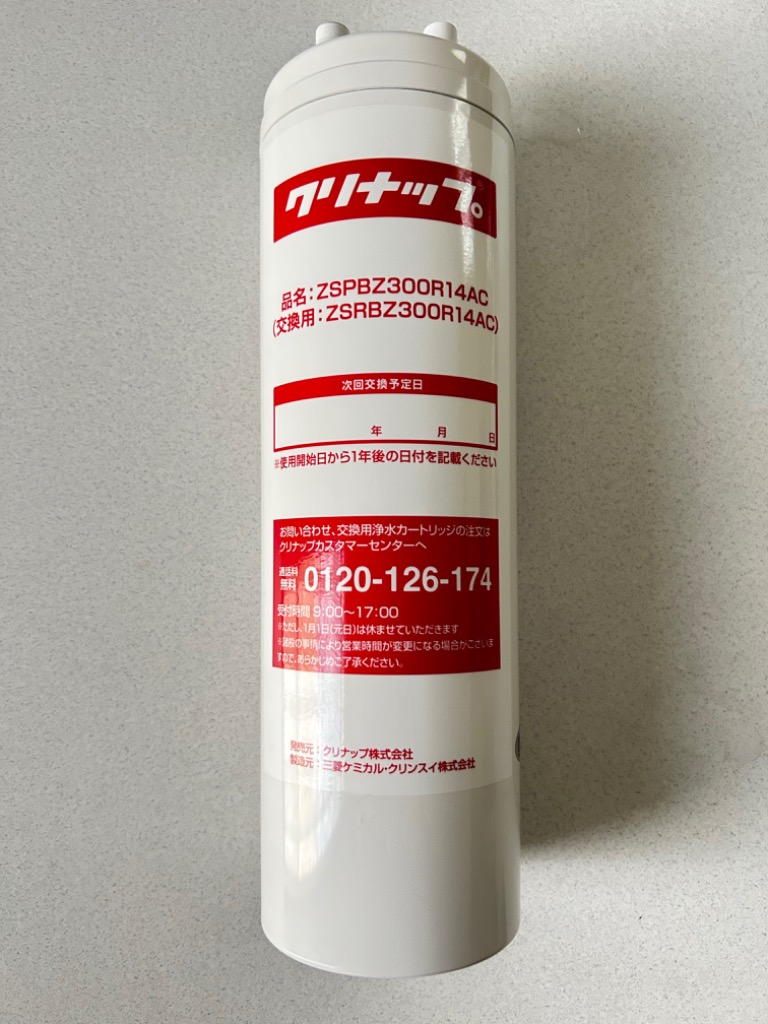 クリナップ®
品名：ZSPBZ300R14AC
（交換用：ZSRBZ300R14AC）
次回交換予定日
年 月 日
※使用開始日から1年後の日付を記載ください
お問い合わせ、交換用浄水カートリッジの注文は
クリナップカスタマーセンターへ
通話料
無料 0120-126-174
受付時間 9:00～17:00
※ただし、1月1日（元日）は休ませていただきます
※諸般の事情により営業時間が変更になる場合がございま
すので、あらかじめご了承ください。
発売元：クリナップ株式会社
製造元：三菱ケミカル・クリンスイ株式会社